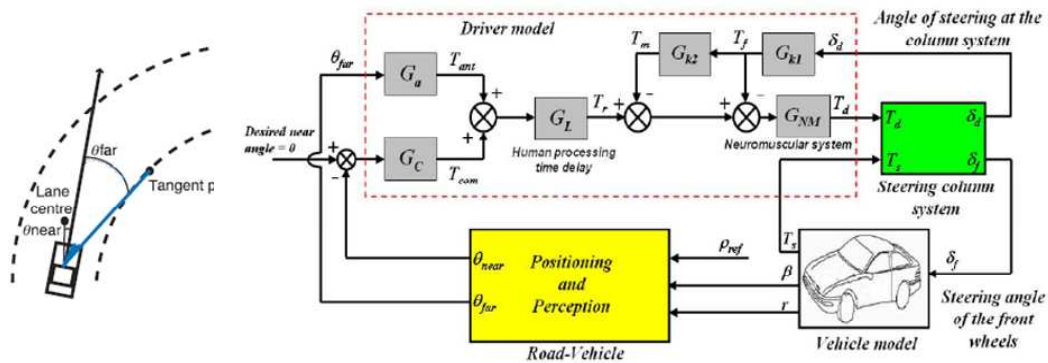 θfar
Tangent p
Lane
centre
θnear
Driver model
Angle of steering at the
column system
θfar
G_a
T_ant
T_m
G_k2
T_f
G_k1
δ_d
+
−
−
+
G_L
T_r
+
+
G_NM
T_d
T_d
δ_d
Desired near
angle = 0
+
−
G_C
+
T_com
Human processing
time delay
Neuromuscular system
T_s
δ_f
Steering column
system
θnear
Positioning
and
Perception
θfar
ρref
β
r
T_s
δ_f
Steering angle
of the front
wheels
Road-Vehicle
Vehicle model